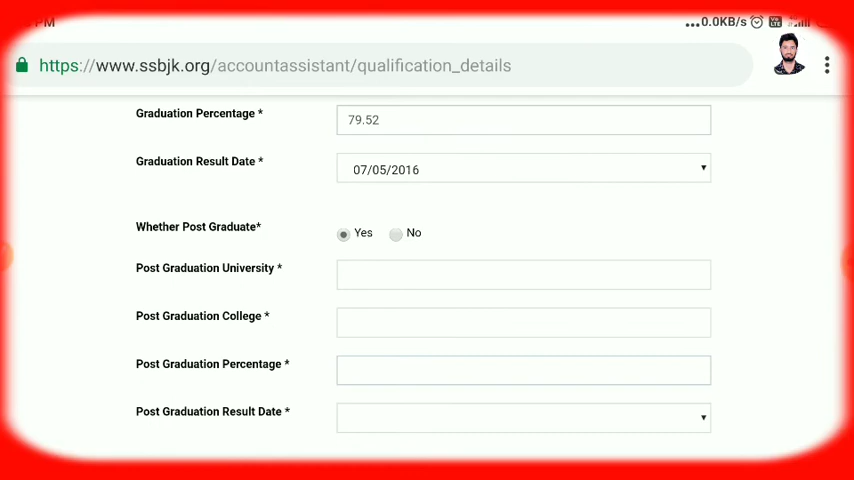 PM ...0.0KB/s
https://www.ssbjk.org/accountassistant/qualification_details
Graduation Percentage * 79.52
Graduation Result Date * 07/05/2016
Whether Post Graduate* Yes No
Post Graduation University *
Post Graduation College *
Post Graduation Percentage *
Post Graduation Result Date *